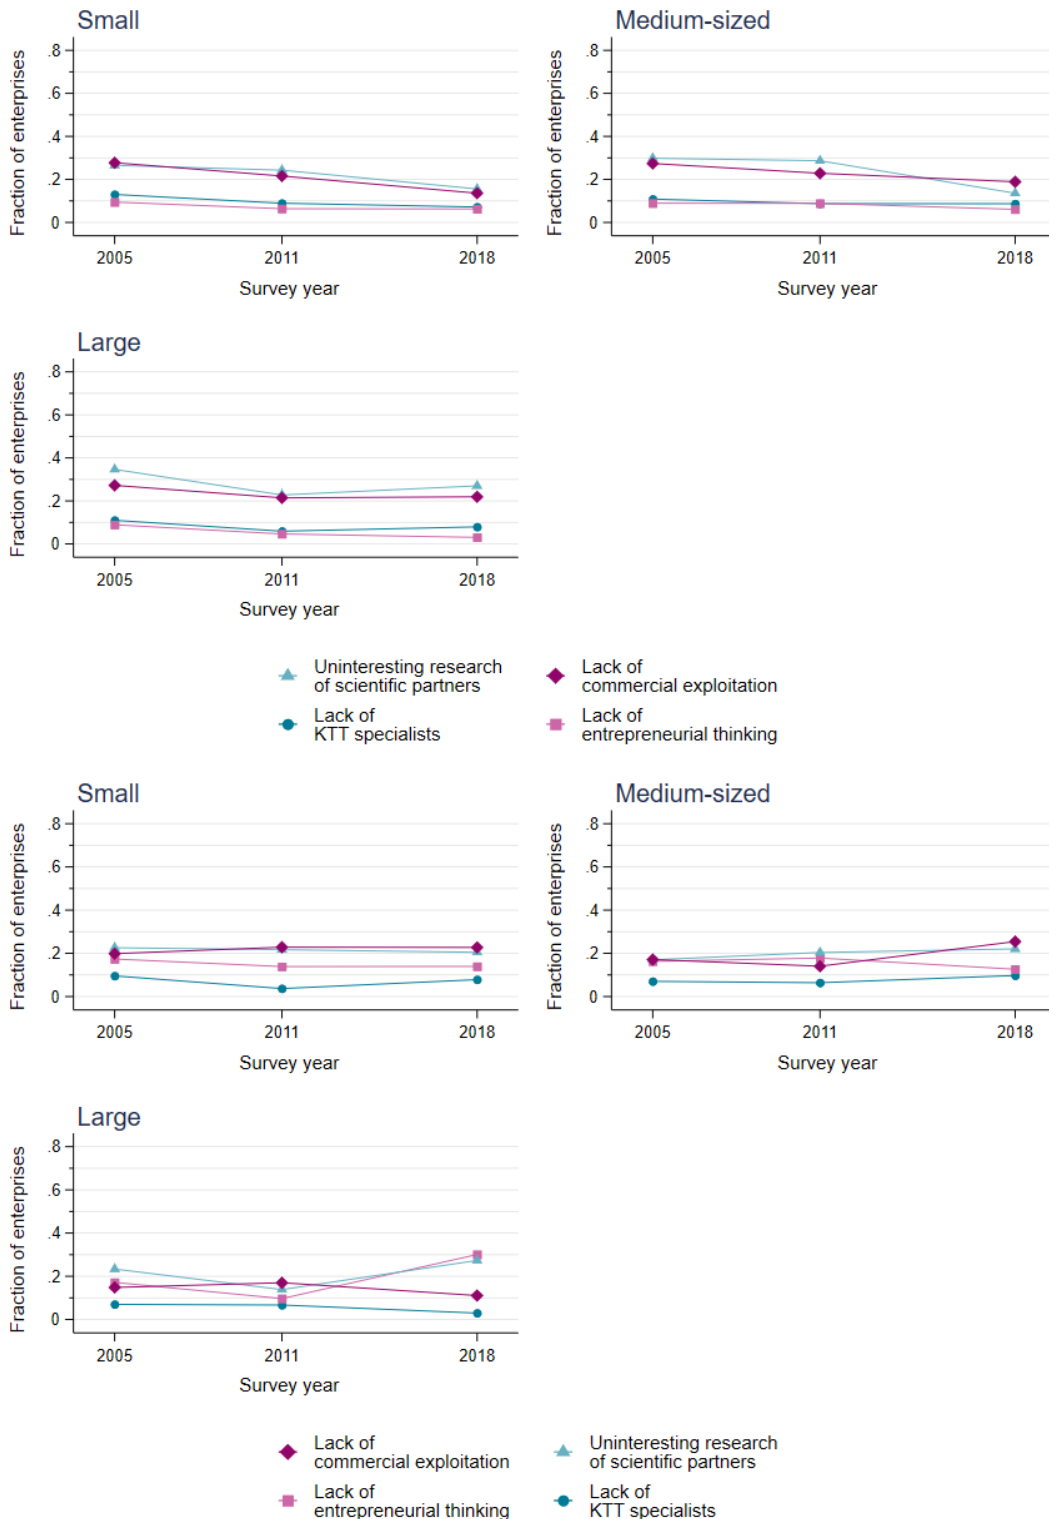 Small
Fraction of enterprises
.8
.6
.4
.2
0
2005 2011 2018
Survey year
Medium-sized
Fraction of enterprises
.8
.6
.4
.2
0
2005 2011 2018
Survey year
Large
Fraction of enterprises
.8
.6
.4
.2
0
2005 2011 2018
Survey year
Uninteresting research
of scientific partners
Lack of
commercial exploitation
Lack of
KTT specialists
Lack of
entrepreneurial thinking
Small
Fraction of enterprises
.8
.6
.4
.2
0
2005 2011 2018
Survey year
Medium-sized
Fraction of enterprises
.8
.6
.4
.2
0
2005 2011 2018
Survey year
Large
Fraction of enterprises
.8
.6
.4
.2
0
2005 2011 2018
Survey year
Lack of
commercial exploitation
Uninteresting research
of scientific partners
Lack of
entrepreneurial thinking
Lack of
KTT specialists